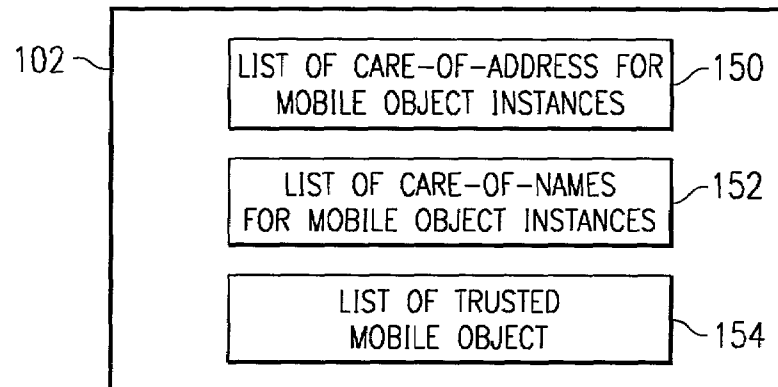 102
LIST OF CARE-OF-ADDRESS FOR
MOBILE OBJECT INSTANCES
150
LIST OF CARE-OF-NAMES
FOR MOBILE OBJECT INSTANCES
152
LIST OF TRUSTED
MOBILE OBJECT
154